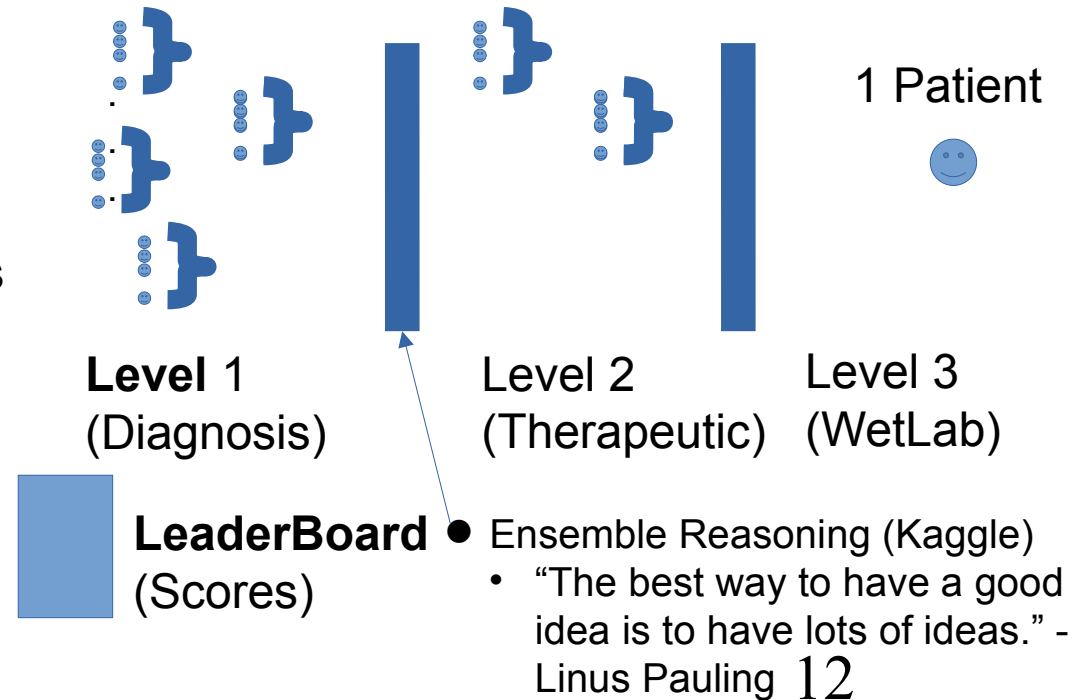 1 Patient
s
Level 1
(Diagnosis)
Level 2
(Therapeutic)
Level 3
(WetLab)
LeaderBoard
(Scores)
● Ensemble Reasoning (Kaggle)
• “The best way to have a good
idea is to have lots of ideas.” -
Linus Pauling 12